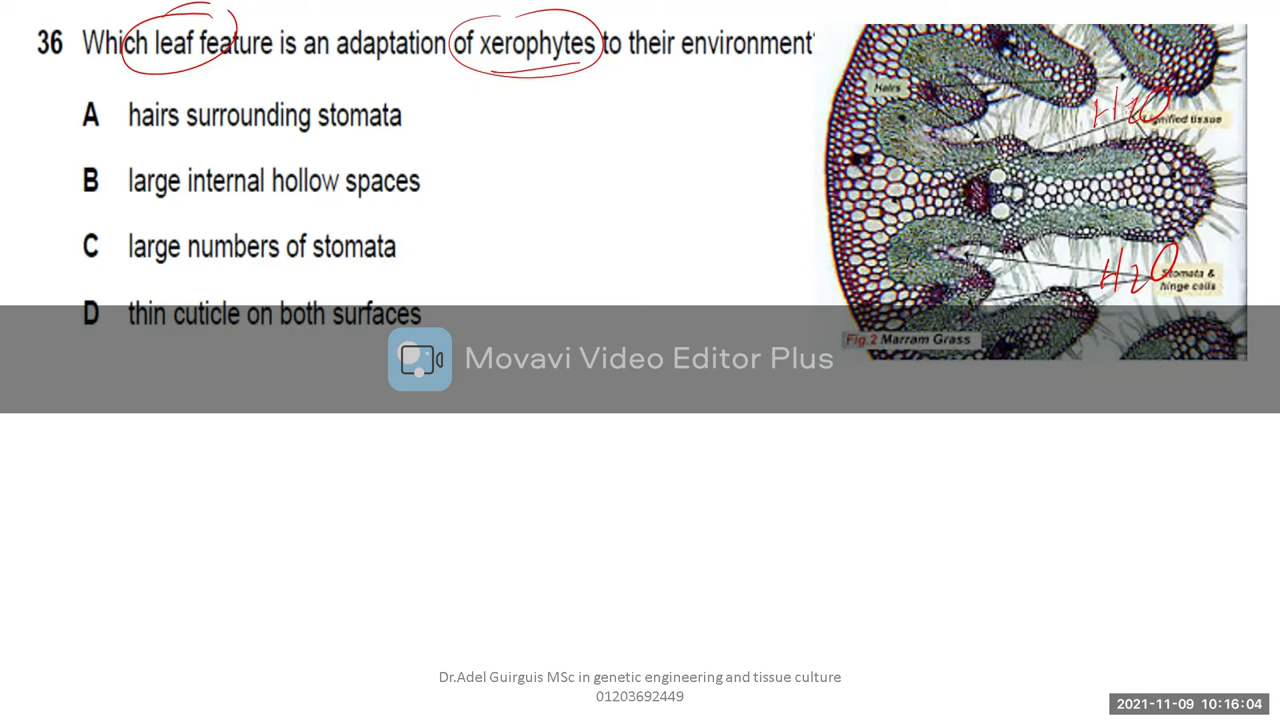 36 Which leaf feature is an adaptation of xerophytes to their environment
A hairs surrounding stomata
B large internal hollow spaces
C large numbers of stomata
D thin cuticle on both surfaces
Hairs
H2O
tissue
H2O
Stomata &
hinge cells
Fig.2 Marram Grass
Movavi Video Editor Plus
Dr.Adel Guirguis MSc in genetic engineering and tissue culture
01203692449
2021-11-09 10:16:04